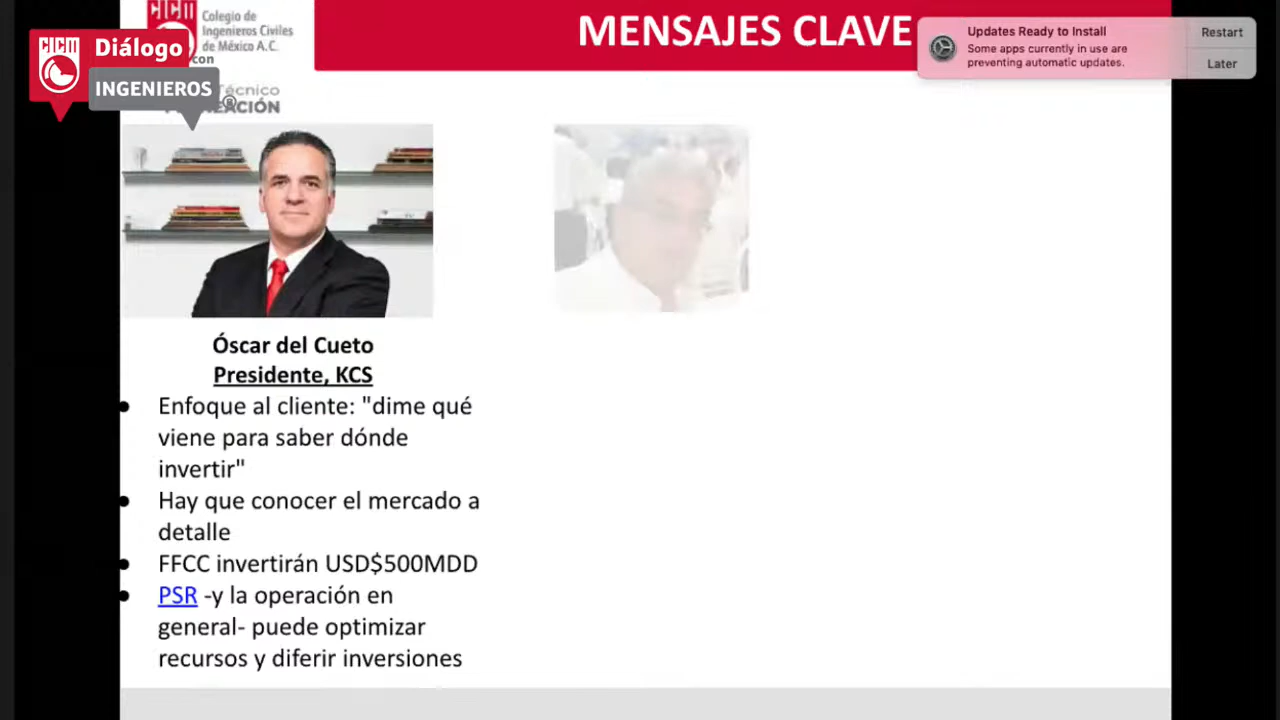 CICM
Colegio de
Ingenieros Civiles
de México A.C.
con
CICM
Diálogo
INGENIEROS
Técnico
MENSAJES CLAVE
Updates Ready to Install
Some apps currently in use are
preventing automatic updates.
Restart
Later
Óscar del Cueto
Presidente, KCS
• Enfoque al cliente: "dime qué
viene para saber dónde
invertir"
• Hay que conocer el mercado a
detalle
• FFCC invertirán USD$500MDD
• PSR -y la operación en
general- puede optimizar
recursos y diferir inversiones